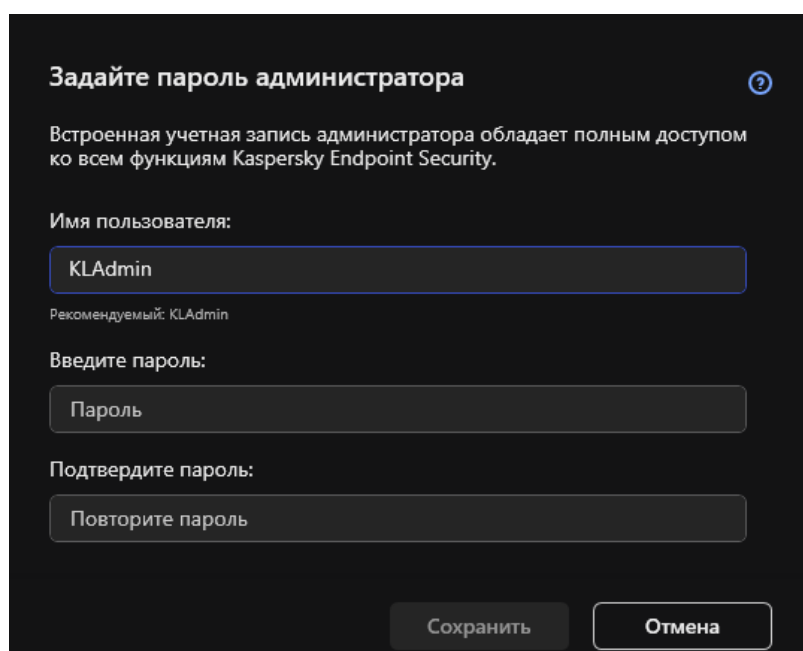 Задайте пароль администратора
?
Встроенная учетная запись администратора обладает полным доступом
ко всем функциям Kaspersky Endpoint Security.
Имя пользователя:
KLAdmin
Рекомендуемый: KLAdmin
Введите пароль:
Пароль
Подтвердите пароль:
Повторите пароль
Сохранить
Отмена